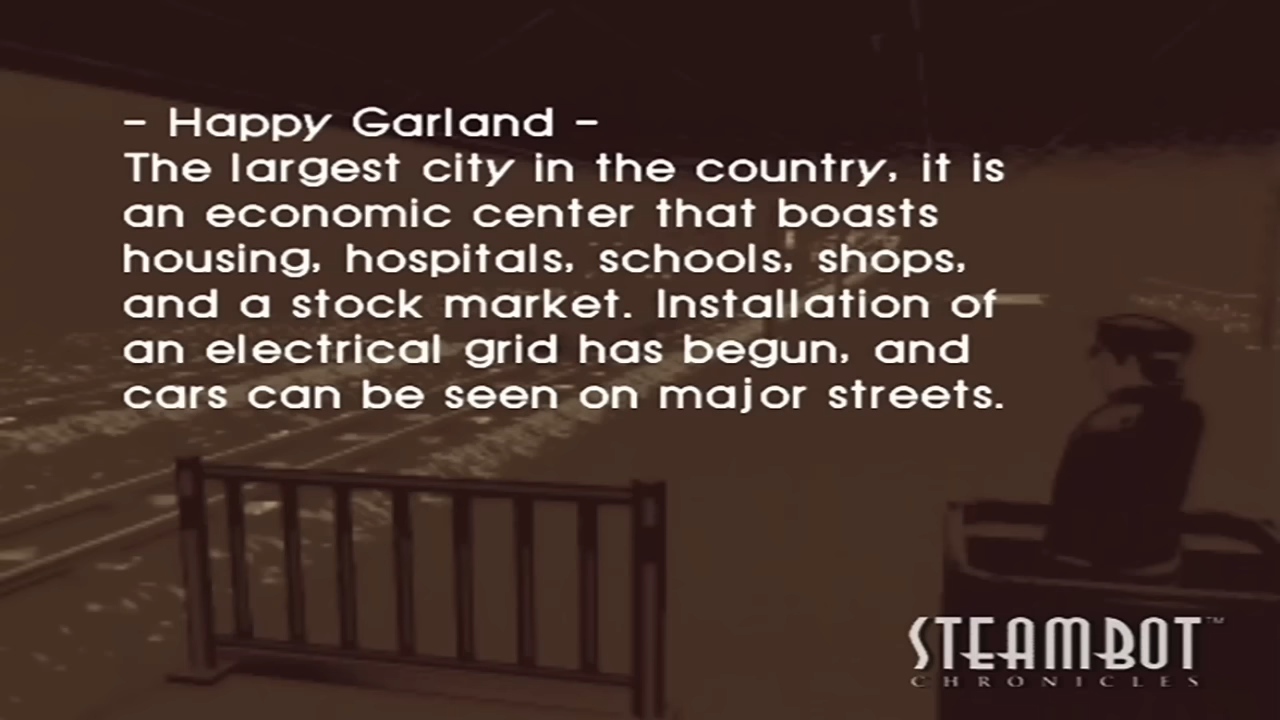 - Happy Garland -
The largest city in the country, it is
an economic center that boasts
housing, hospitals, schools, shops,
and a stock market. Installation of
an electrical grid has begun, and
cars can be seen on major streets.
STEAMBOT™
CHRONICLES